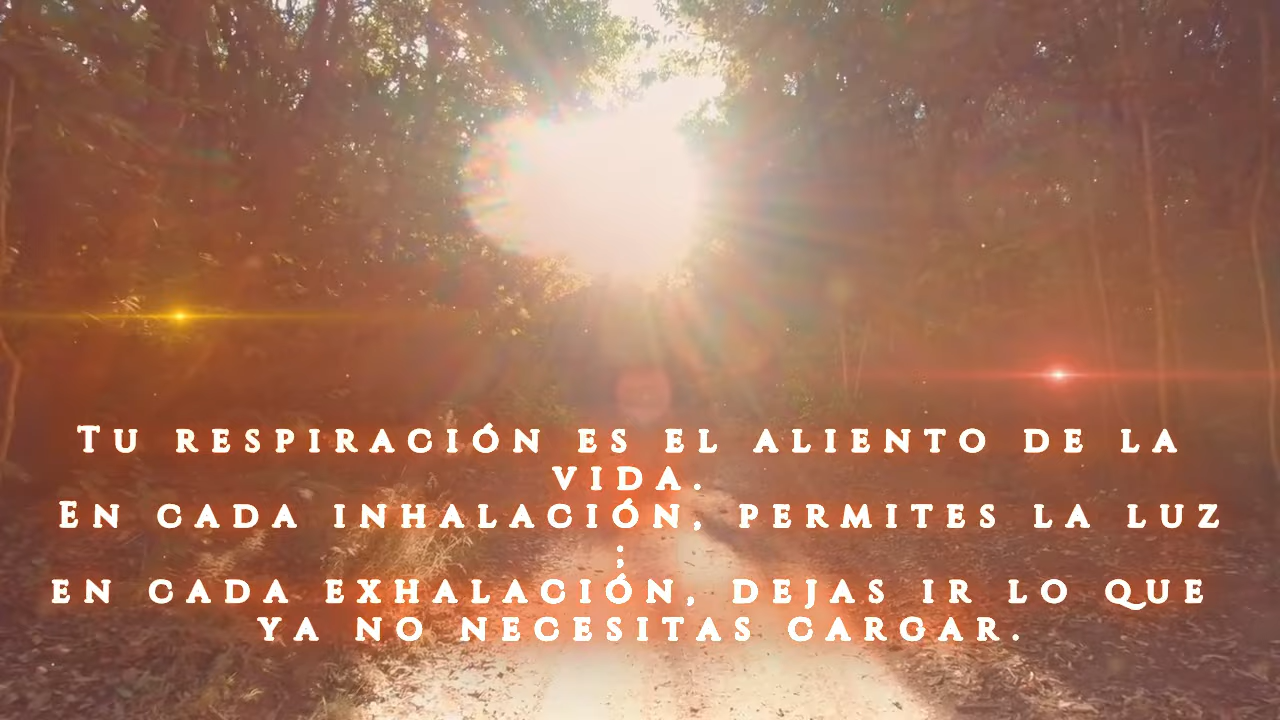 Tu respiración es el aliento de la
vida.
En cada inhalación, permites la luz
;
en cada exhalación, dejas ir lo que
ya no necesitas cargar.